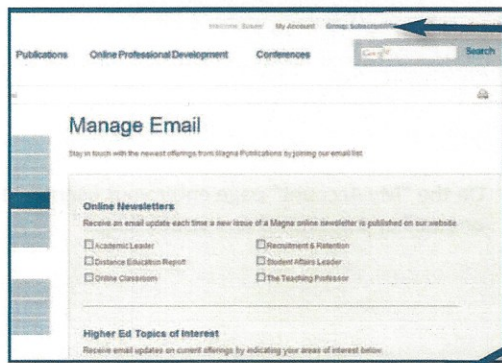 Welcome My Account Group
Publications Online Professional Development Conferences Search
Manage Email
Stay in touch with the newest offerings from Magna Publications by joining our email list.
Online Newsletters
Receive an email update each time a new issue of a Magna online newsletter is published on our website.
Academic Leader Recruitment & Retention
Distance Education Report Student Affairs Leader
Online Classroom The Teaching Professor
Higher Ed Topics of Interest
Receive email updates on current offerings by indicating your areas of interest below.